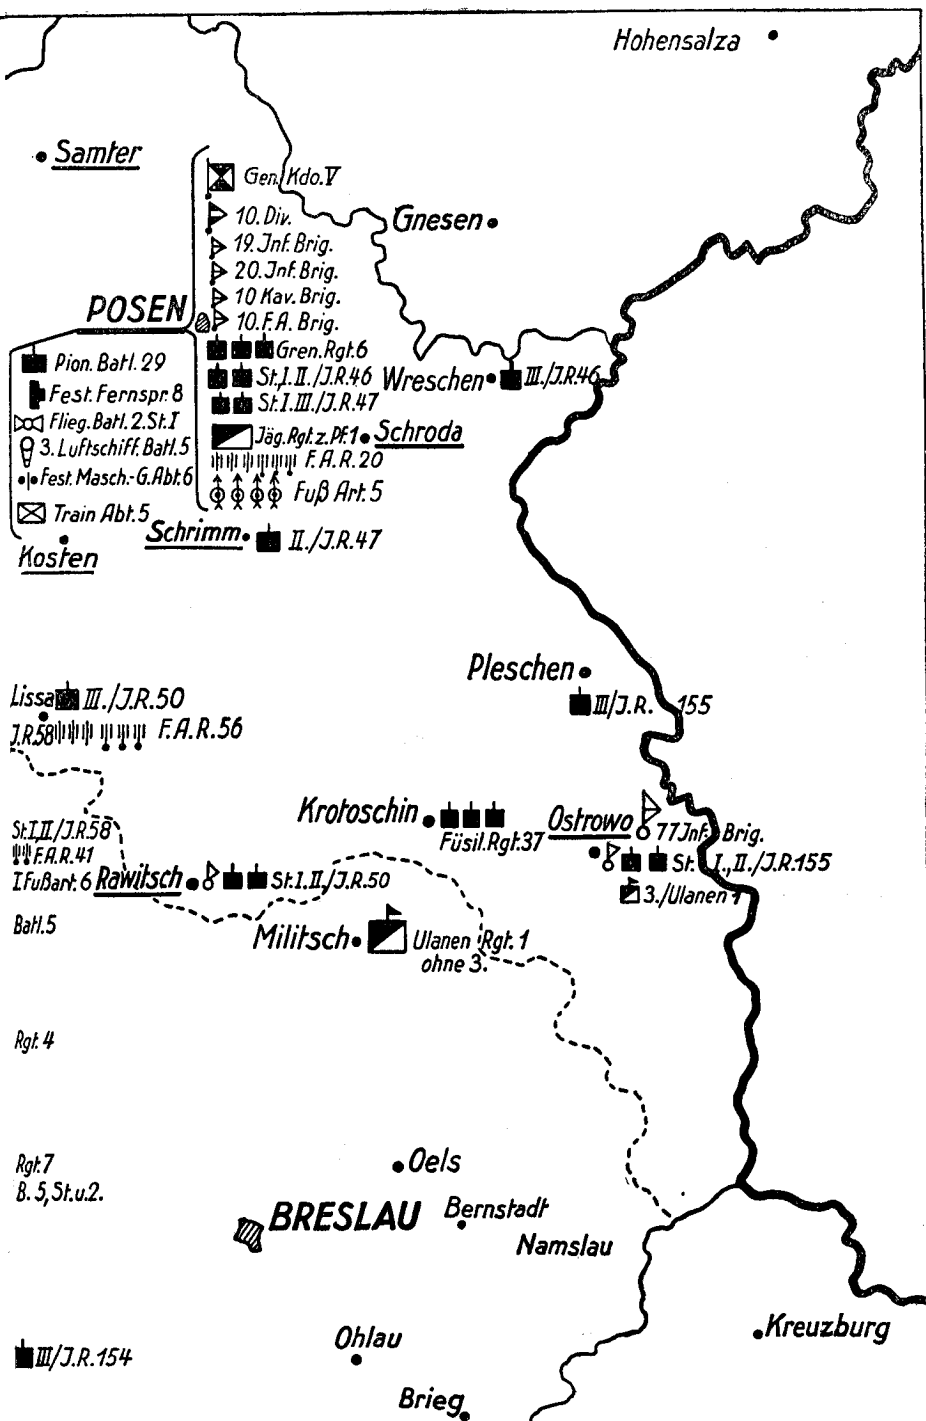 Hohensalza
Samter
Gen. Kdo. V
10. Div.
19. Jnf. Brig.
20. Jnf. Brig.
10 Kav. Brig.
10. F. A. Brig.
Gren. Rgt. 6
St. I. II. / J.R. 46
St. I. III. / J.R. 47
Jäg. Rgt. z. Pf. 1
F. A. R. 20
Fuß Art. 5
Gnesen
POSEN
Pion. Batl. 29
Fest. Fernspr. 8
Flieg. Batl. 2. St. I
3. Luftschiff. Batl. 5
Fest. Masch.-G. Abt. 6
Train Abt. 5
Wreschen III. / J.R. 46
Schroda
Schrimm II. / J.R. 47
Kosten
Pleschen
III / J.R. 155
Lissa III. / J.R. 50
J.R. 58 F. A. R. 56
Krotoschin
Füsil. Rgt. 37
Ostrowo 77 Jnf. Brig.
St. I., II. / J.R. 155
3. / Ulanen 1
St. I, II / J.R. 58
F. A. R. 41
I Fußart. 6 Rawitsch St. I. II. / J.R. 50
Batl. 5
Militsch Ulanen Rgt. 1
ohne 3.
Rgt. 4
Rgt. 7
B. 5, St. u. 2.
Oels
BRESLAU
Bernstadt
Namslau
Ohlau
Kreuzburg
III / J.R. 154
Brieg